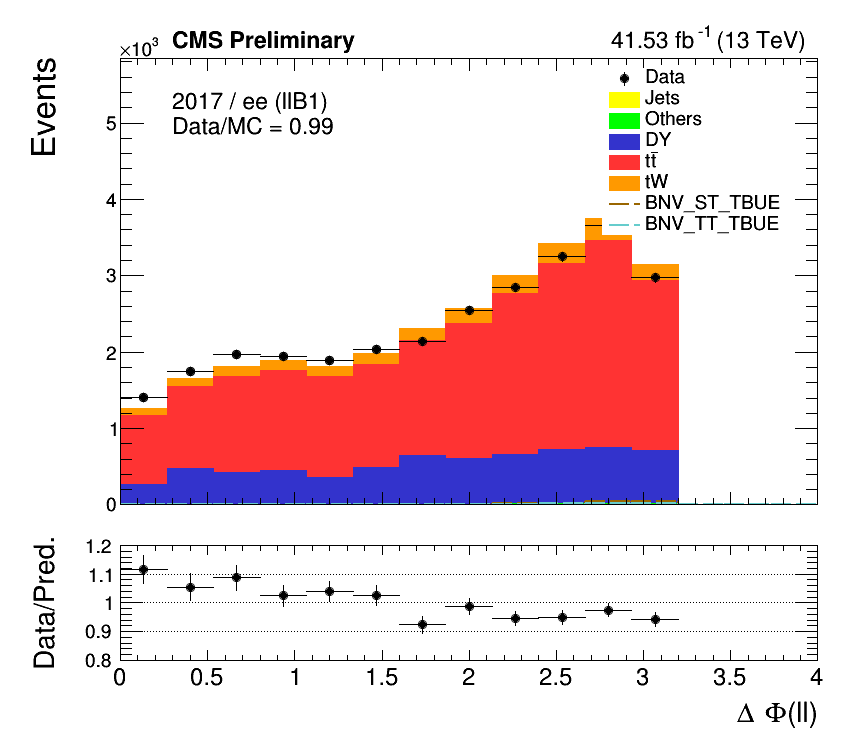 ×10³ CMS Preliminary 41.53 fb⁻¹ (13 TeV)
Events
2017 / ee (llB1)
Data/MC = 0.99
Data
Jets
Others
DY
tt̄
tW
BNV_ST_TBUE
BNV_TT_TBUE
5
4
3
2
1
0
Data/Pred.
1.2
1.1
1
0.9
0.8
0 0.5 1 1.5 2 2.5 3 3.5 4
Δ Φ(ll)